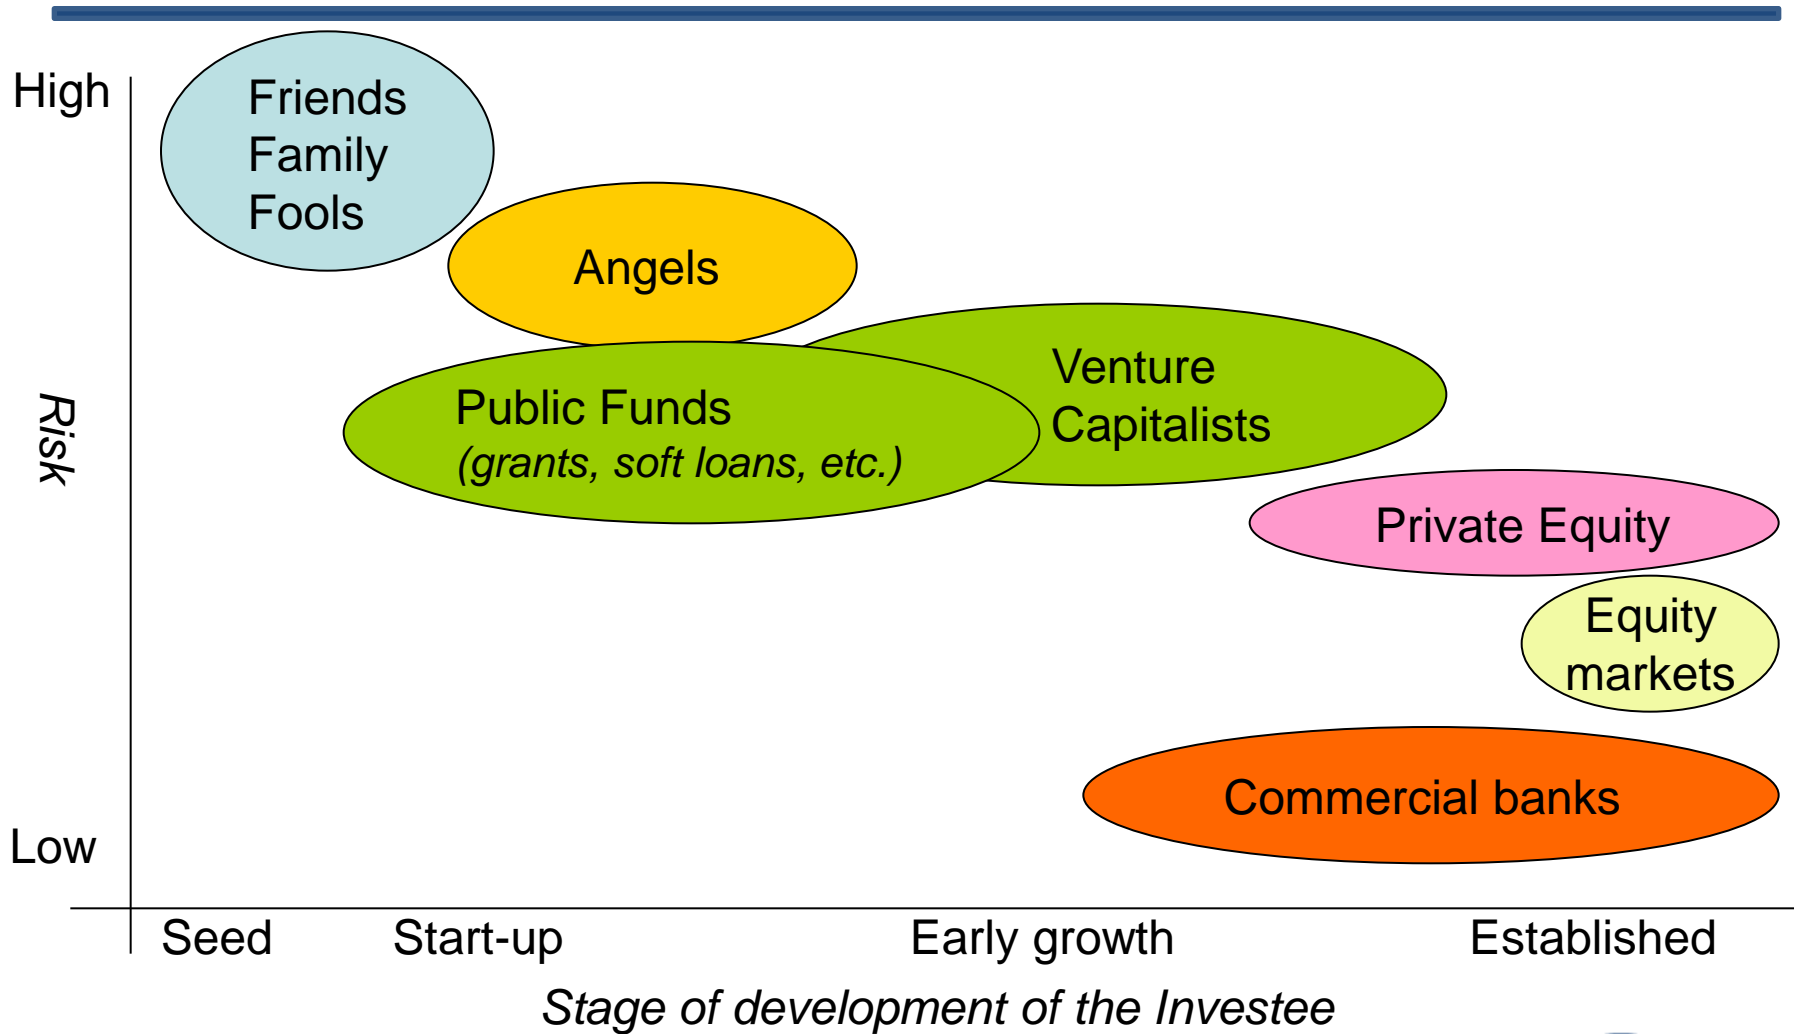 High
Friends
Family
Fools
Angels
Risk
Public Funds
(grants, soft loans, etc.)
Venture
Capitalists
Private Equity
Equity
markets
Commercial banks
Low
Seed
Start-up
Early growth
Established
Stage of development of the Investee